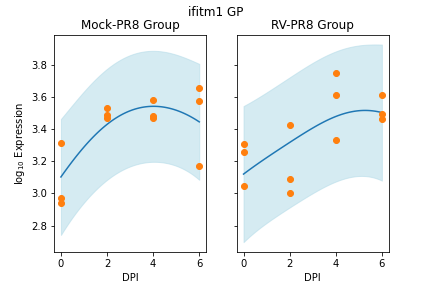 ifitm1 GP
Mock-PR8 Group
RV-PR8 Group
log₁₀ Expression
3.8
3.6
3.4
3.2
3.0
2.8
0 2 4 6
0 2 4 6
DPI
DPI